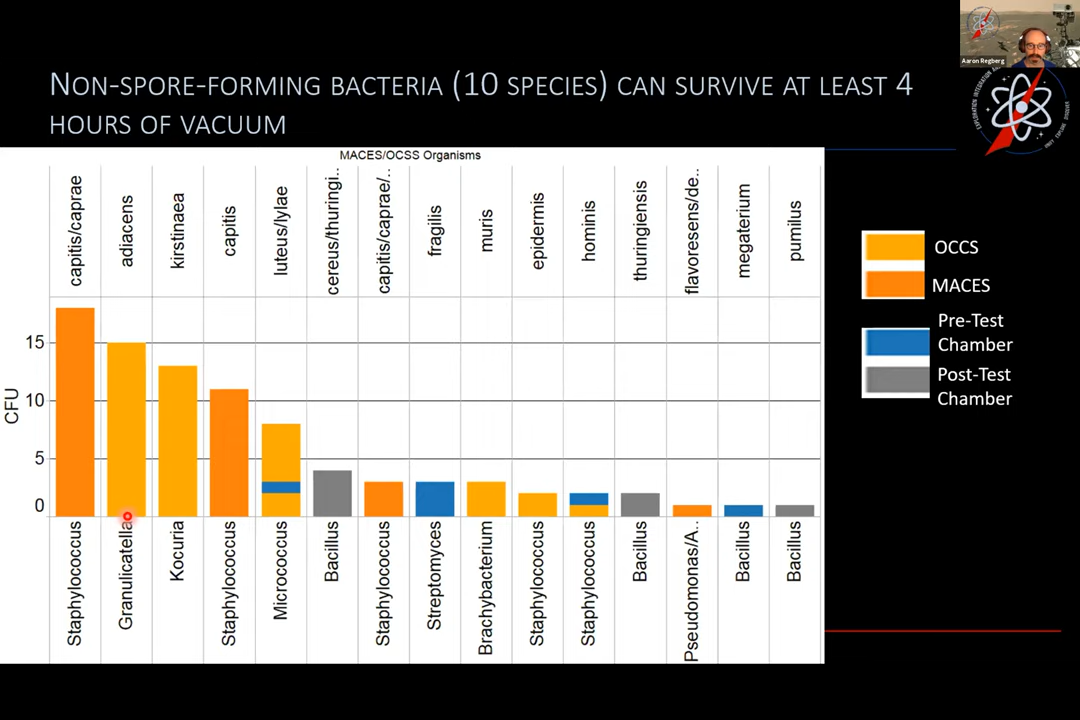 Aaron Regberg
NON-SPORE-FORMING BACTERIA (10 SPECIES) CAN SURVIVE AT LEAST 4
HOURS OF VACUUM
MACES/OCSS Organisms
capitis/caprae
adiacens
kirstinaea
capitis
luteus/lylae
cereus/thuringi..
capitis/caprae/..
fragilis
muris
epidermis
hominis
thuringiensis
flavoresens/de..
megaterium
pumilus
CFU
15
10
5
0
Staphylococcus
Granulicatella
Kocuria
Staphylococcus
Micrococcus
Bacillus
Staphylococcus
Streptomyces
Brachybacterium
Staphylococcus
Staphylococcus
Bacillus
Pseudomonas/A..
Bacillus
Bacillus
OCCS
MACES
Pre-Test
Chamber
Post-Test
Chamber